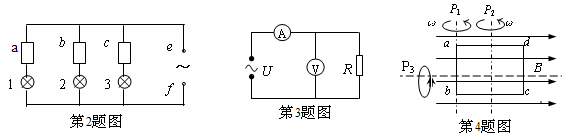 a b c e
1 2 3 f
~
第2题图
A
U V R
~
第3题图
P₁ P₂
ω ω
a d
P₃ B
b c
第4题图